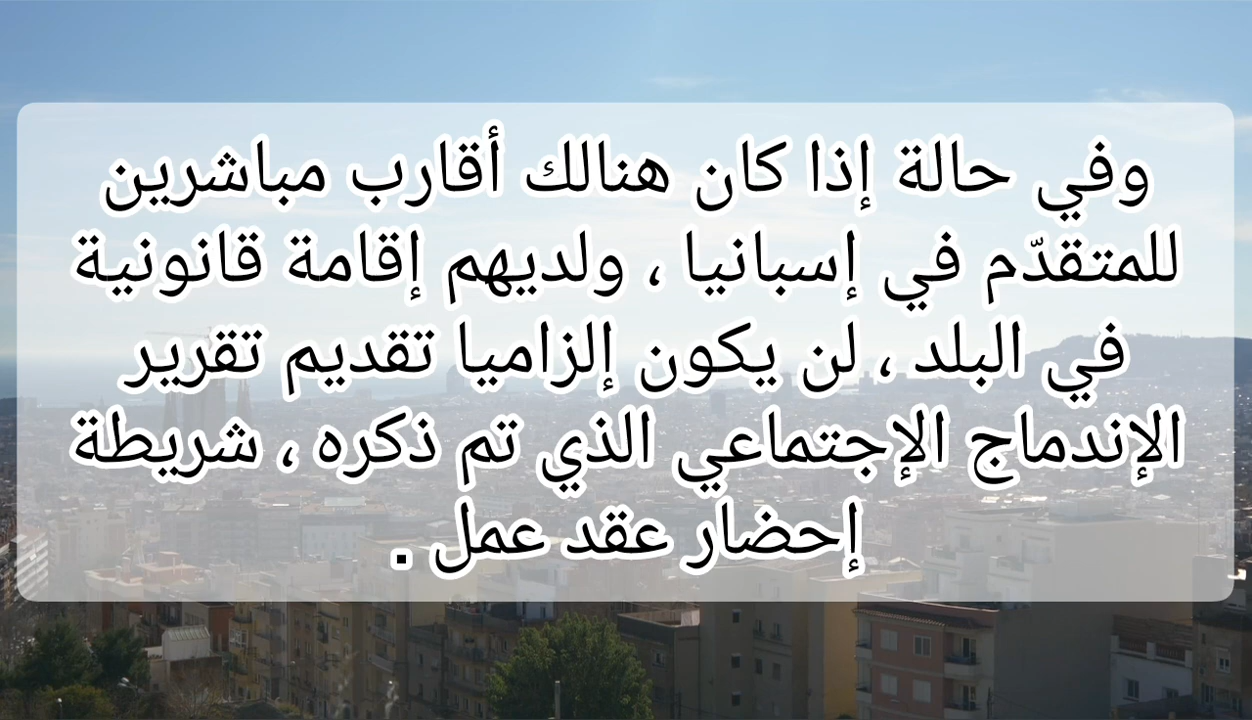 وفي حالة إذا كان هنالك أقارب مباشرين
للمتقدّم في إسبانيا ، ولديهم إقامة قانونية
في البلد ، لن يكون إلزاميا تقديم تقرير
الإندماج الإجتماعي الذي تم ذكره ، شريطة
إحضار عقد عمل .